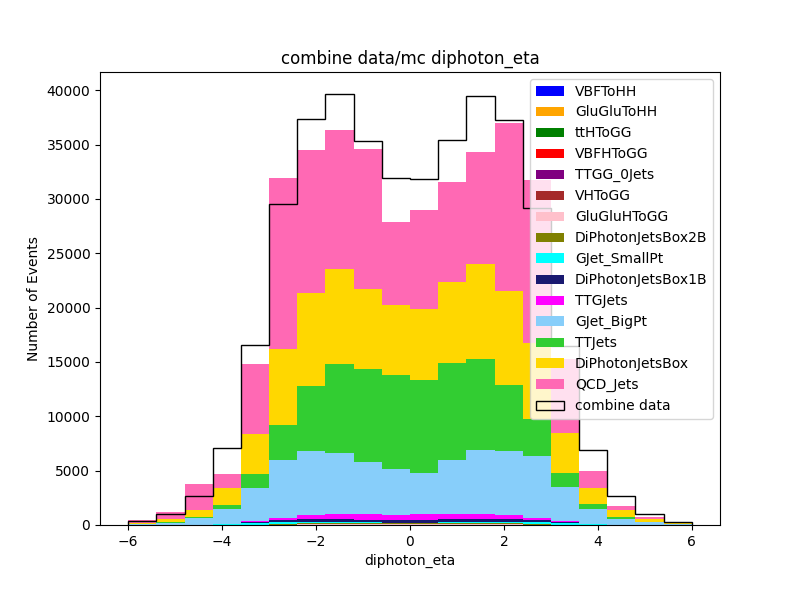 combine data/mc diphoton_eta
40000
35000
30000
25000
20000
15000
10000
5000
0
Number of Events
−6
−4
−2
0
2
4
6
diphoton_eta
VBFToHH
GluGluToHH
ttHToGG
VBFHToGG
TTGG_0Jets
VHToGG
GluGluHToGG
DiPhotonJetsBox2B
GJet_SmallPt
DiPhotonJetsBox1B
TTGJets
GJet_BigPt
TTJets
DiPhotonJetsBox
QCD_Jets
combine data